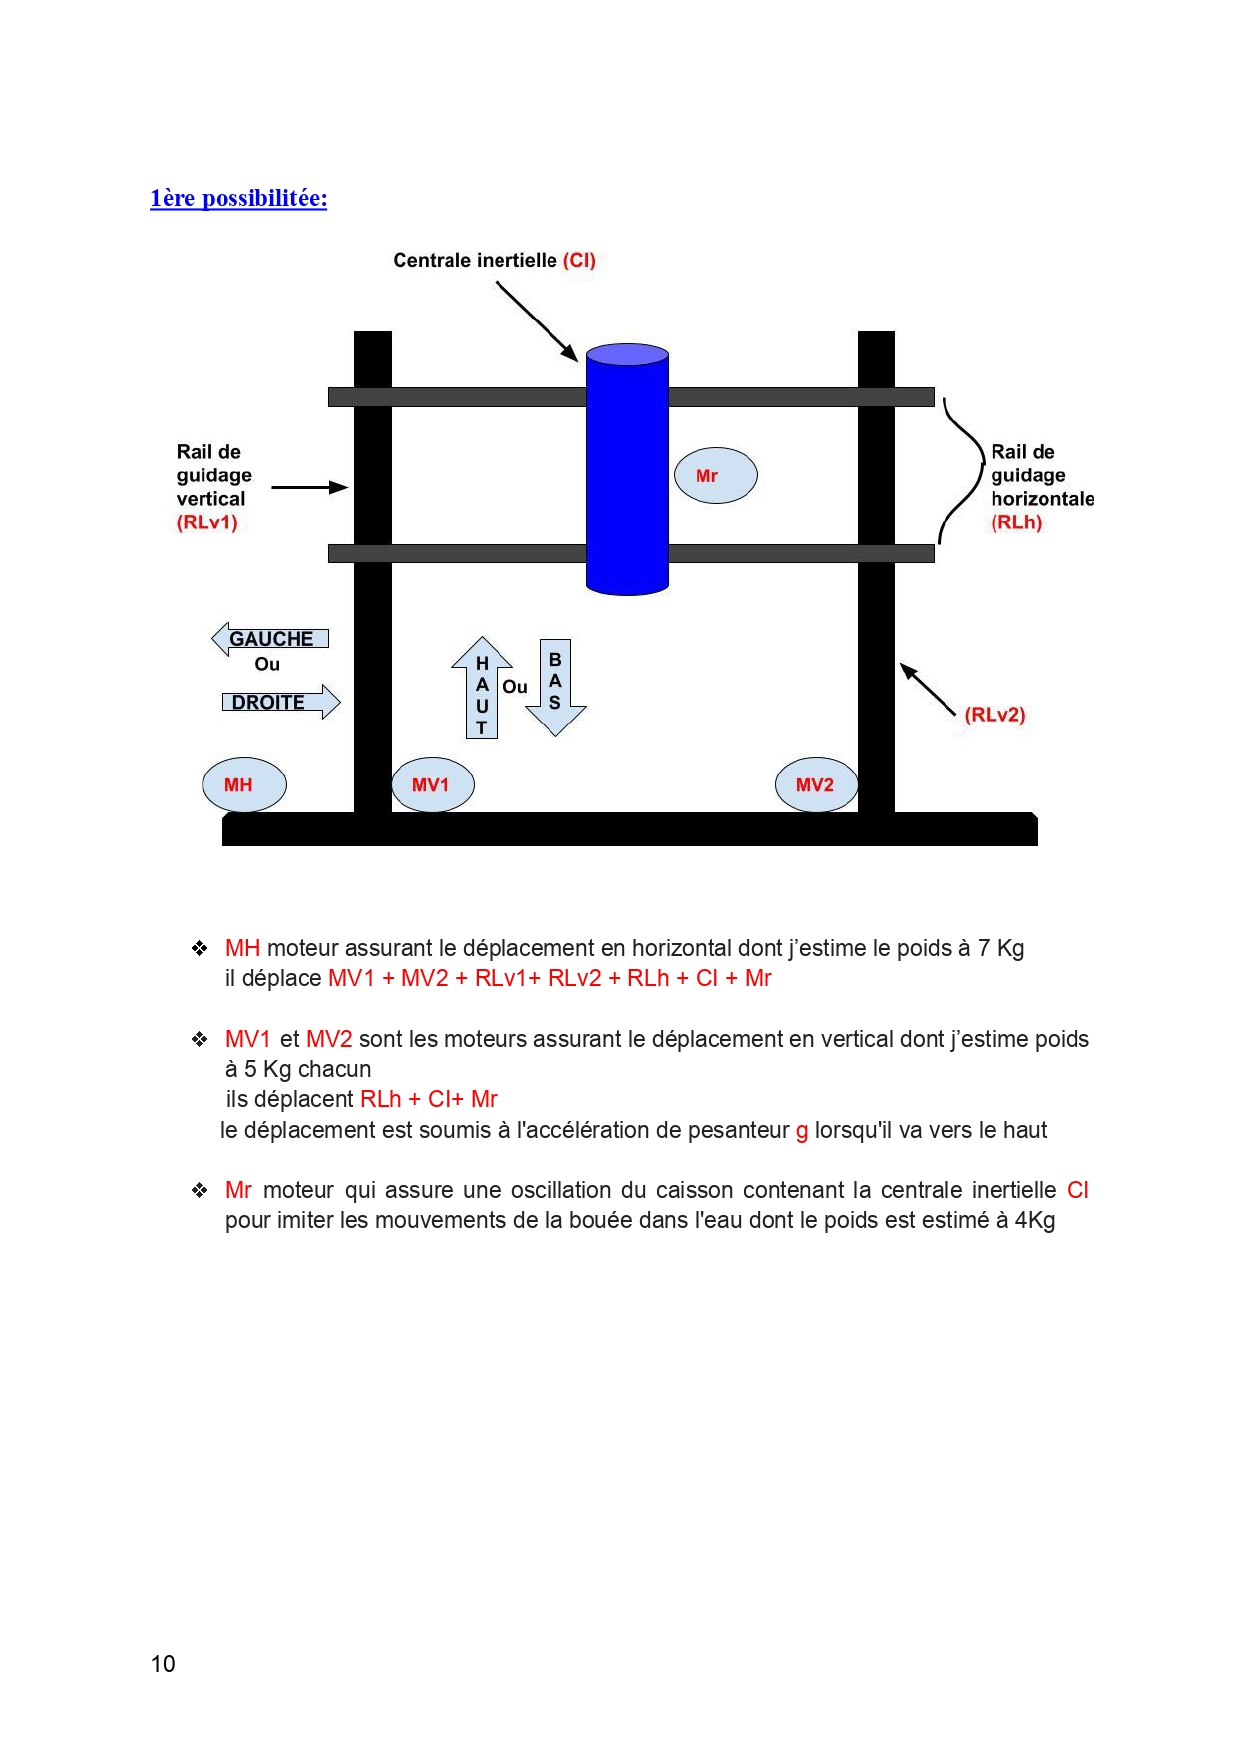 1ère possibilitée:
Centrale inertielle (CI)
Rail de
guidage
vertical
(RLv1)
Mr
Rail de
guidage
horizontale
(RLh)
GAUCHE
Ou
DROITE
HAUT
Ou
BAS
(RLv2)
MH
MV1
MV2
❖ MH moteur assurant le déplacement en horizontal dont j’estime le poids à 7 Kg
il déplace MV1 + MV2 + RLv1+ RLv2 + RLh + CI + Mr
❖ MV1 et MV2 sont les moteurs assurant le déplacement en vertical dont j’estime poids
à 5 Kg chacun
ils déplacent RLh + CI+ Mr
le déplacement est soumis à l'accélération de pesanteur g lorsqu'il va vers le haut
❖ Mr moteur qui assure une oscillation du caisson contenant la centrale inertielle CI
pour imiter les mouvements de la bouée dans l'eau dont le poids est estimé à 4Kg
10